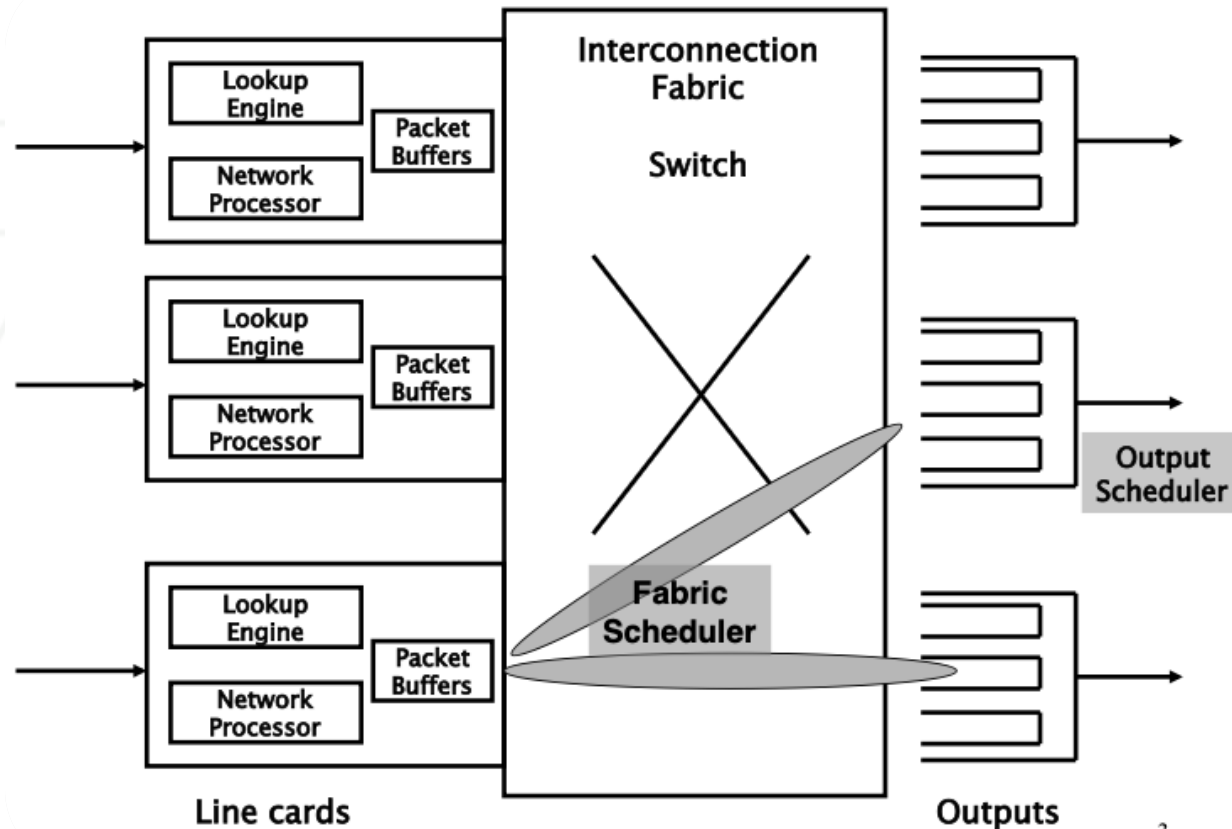 Interconnection
Fabric
Switch
Lookup
Engine
Packet
Buffers
Network
Processor
Lookup
Engine
Packet
Buffers
Network
Processor
Output
Scheduler
Lookup
Engine
Fabric
Scheduler
Packet
Buffers
Network
Processor
Line cards
Outputs